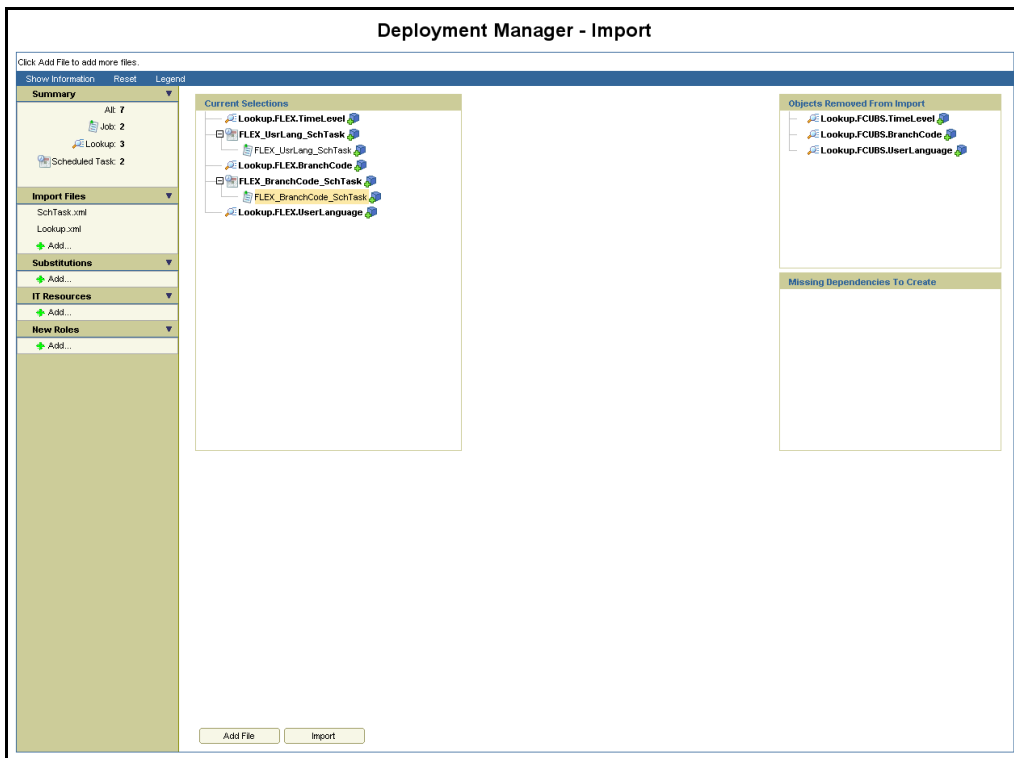 Deployment Manager - Import
Click Add File to add more files.
Show Information Reset Legend
Summary
All: 7
Job: 2
Lookup: 3
Scheduled Task: 2
Import Files
SchTask.xml
Lookup.xml
Add...
Substitutions
Add...
IT Resources
Add...
New Roles
Add...
Current Selections
Lookup.FLEX.TimeLevel
FLEX_UsrLang_SchTask
FLEX_UsrLang_SchTask
Lookup.FLEX.BranchCode
FLEX_BranchCode_SchTask
FLEX_BranchCode_SchTask
Lookup.FLEX.UserLanguage
Objects Removed From Import
Lookup.FCUBS.TimeLevel
Lookup.FCUBS.BranchCode
Lookup.FCUBS.UserLanguage
Missing Dependencies To Create
Add File Import